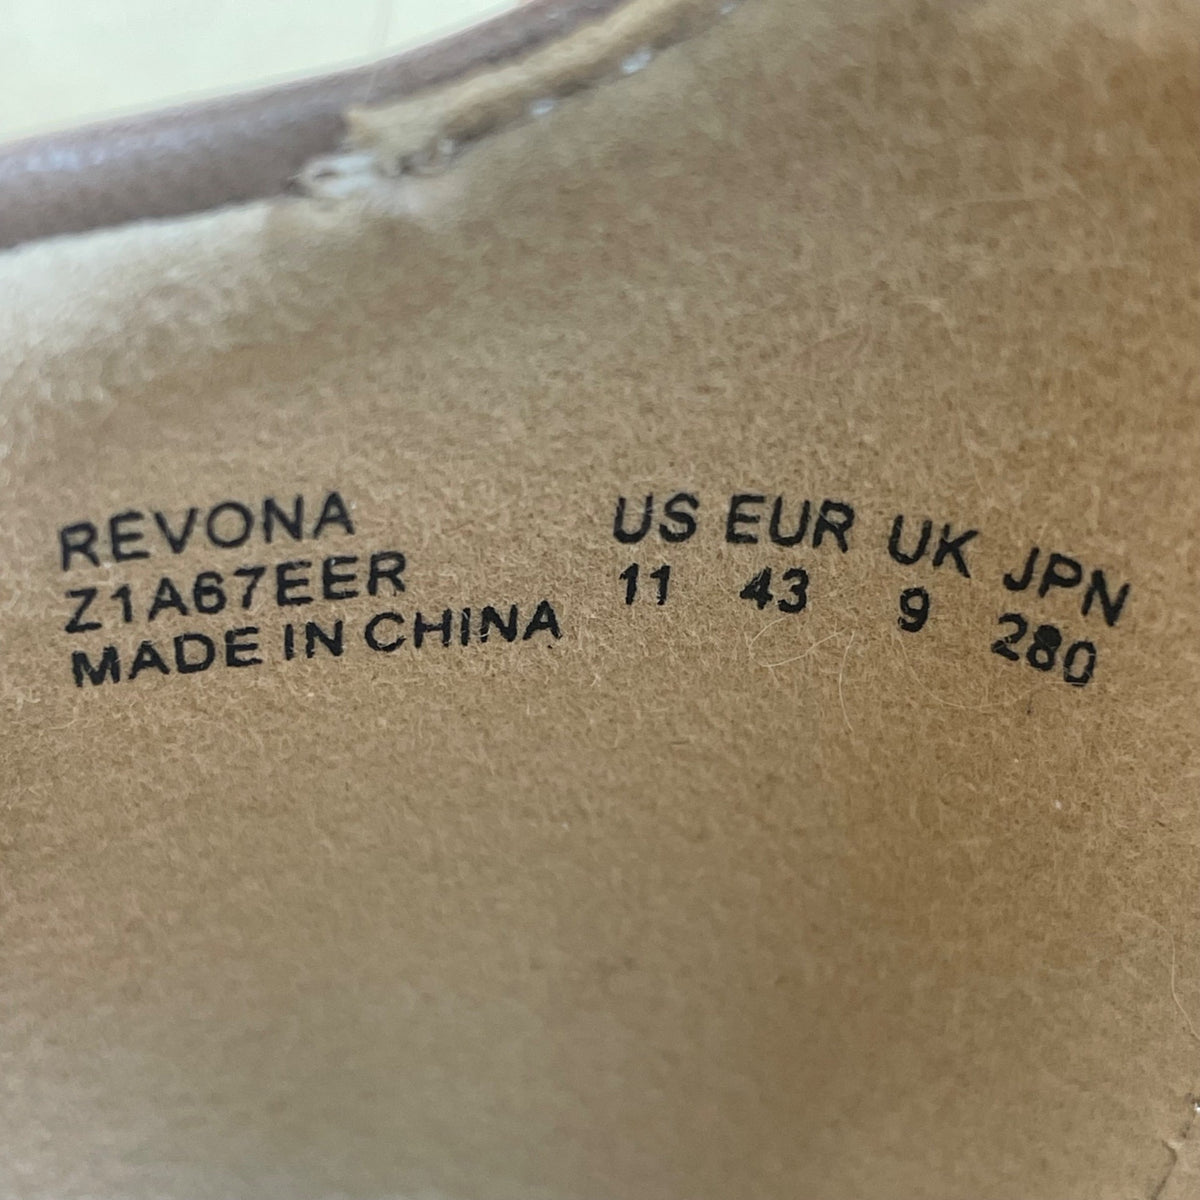 REVONA
Z1A67EER
MADE IN CHINA
US EUR UK JPN
11 43 9 280